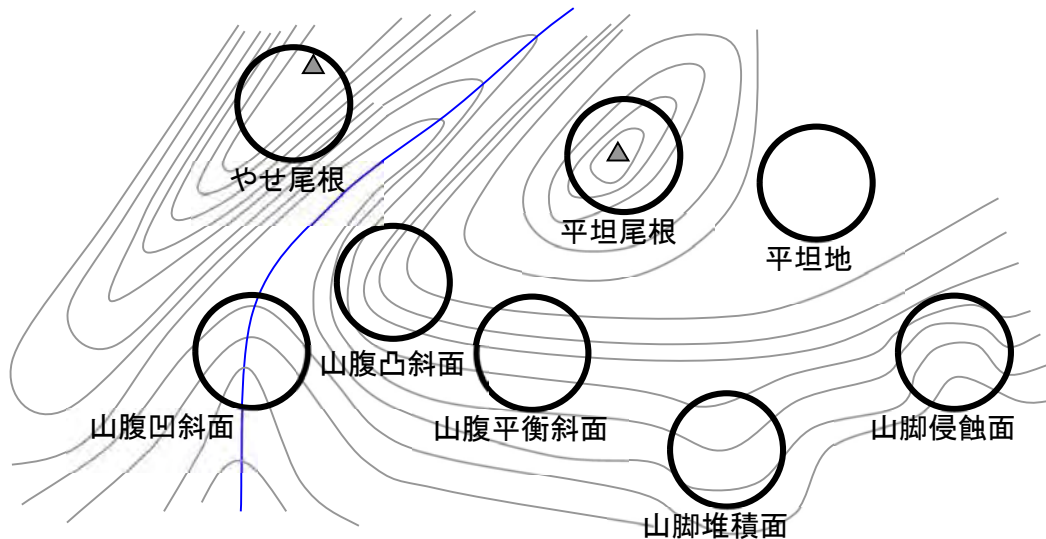 やせ尾根
平坦尾根
平坦地
山腹凸斜面
山腹凹斜面
山腹平衡斜面
山脚侵蝕面
山脚堆積面